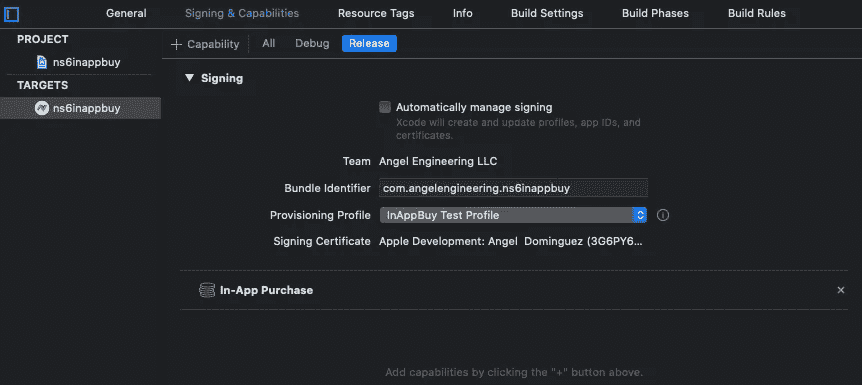 General Signing & Capabilities Resource Tags Info Build Settings Build Phases Build Rules
PROJECT
ns6inappbuy
TARGETS
ns6inappbuy
+ Capability All Debug Release
Signing
Automatically manage signing
Xcode will create and update profiles, app IDs, and
certificates.
Team Angel Engineering LLC
Bundle Identifier com.angelengineering.ns6inappbuy
Provisioning Profile InAppBuy Test Profile
Signing Certificate Apple Development: Angel Dominguez (3G6PY6...
In-App Purchase
Add capabilities by clicking the "+" button above.